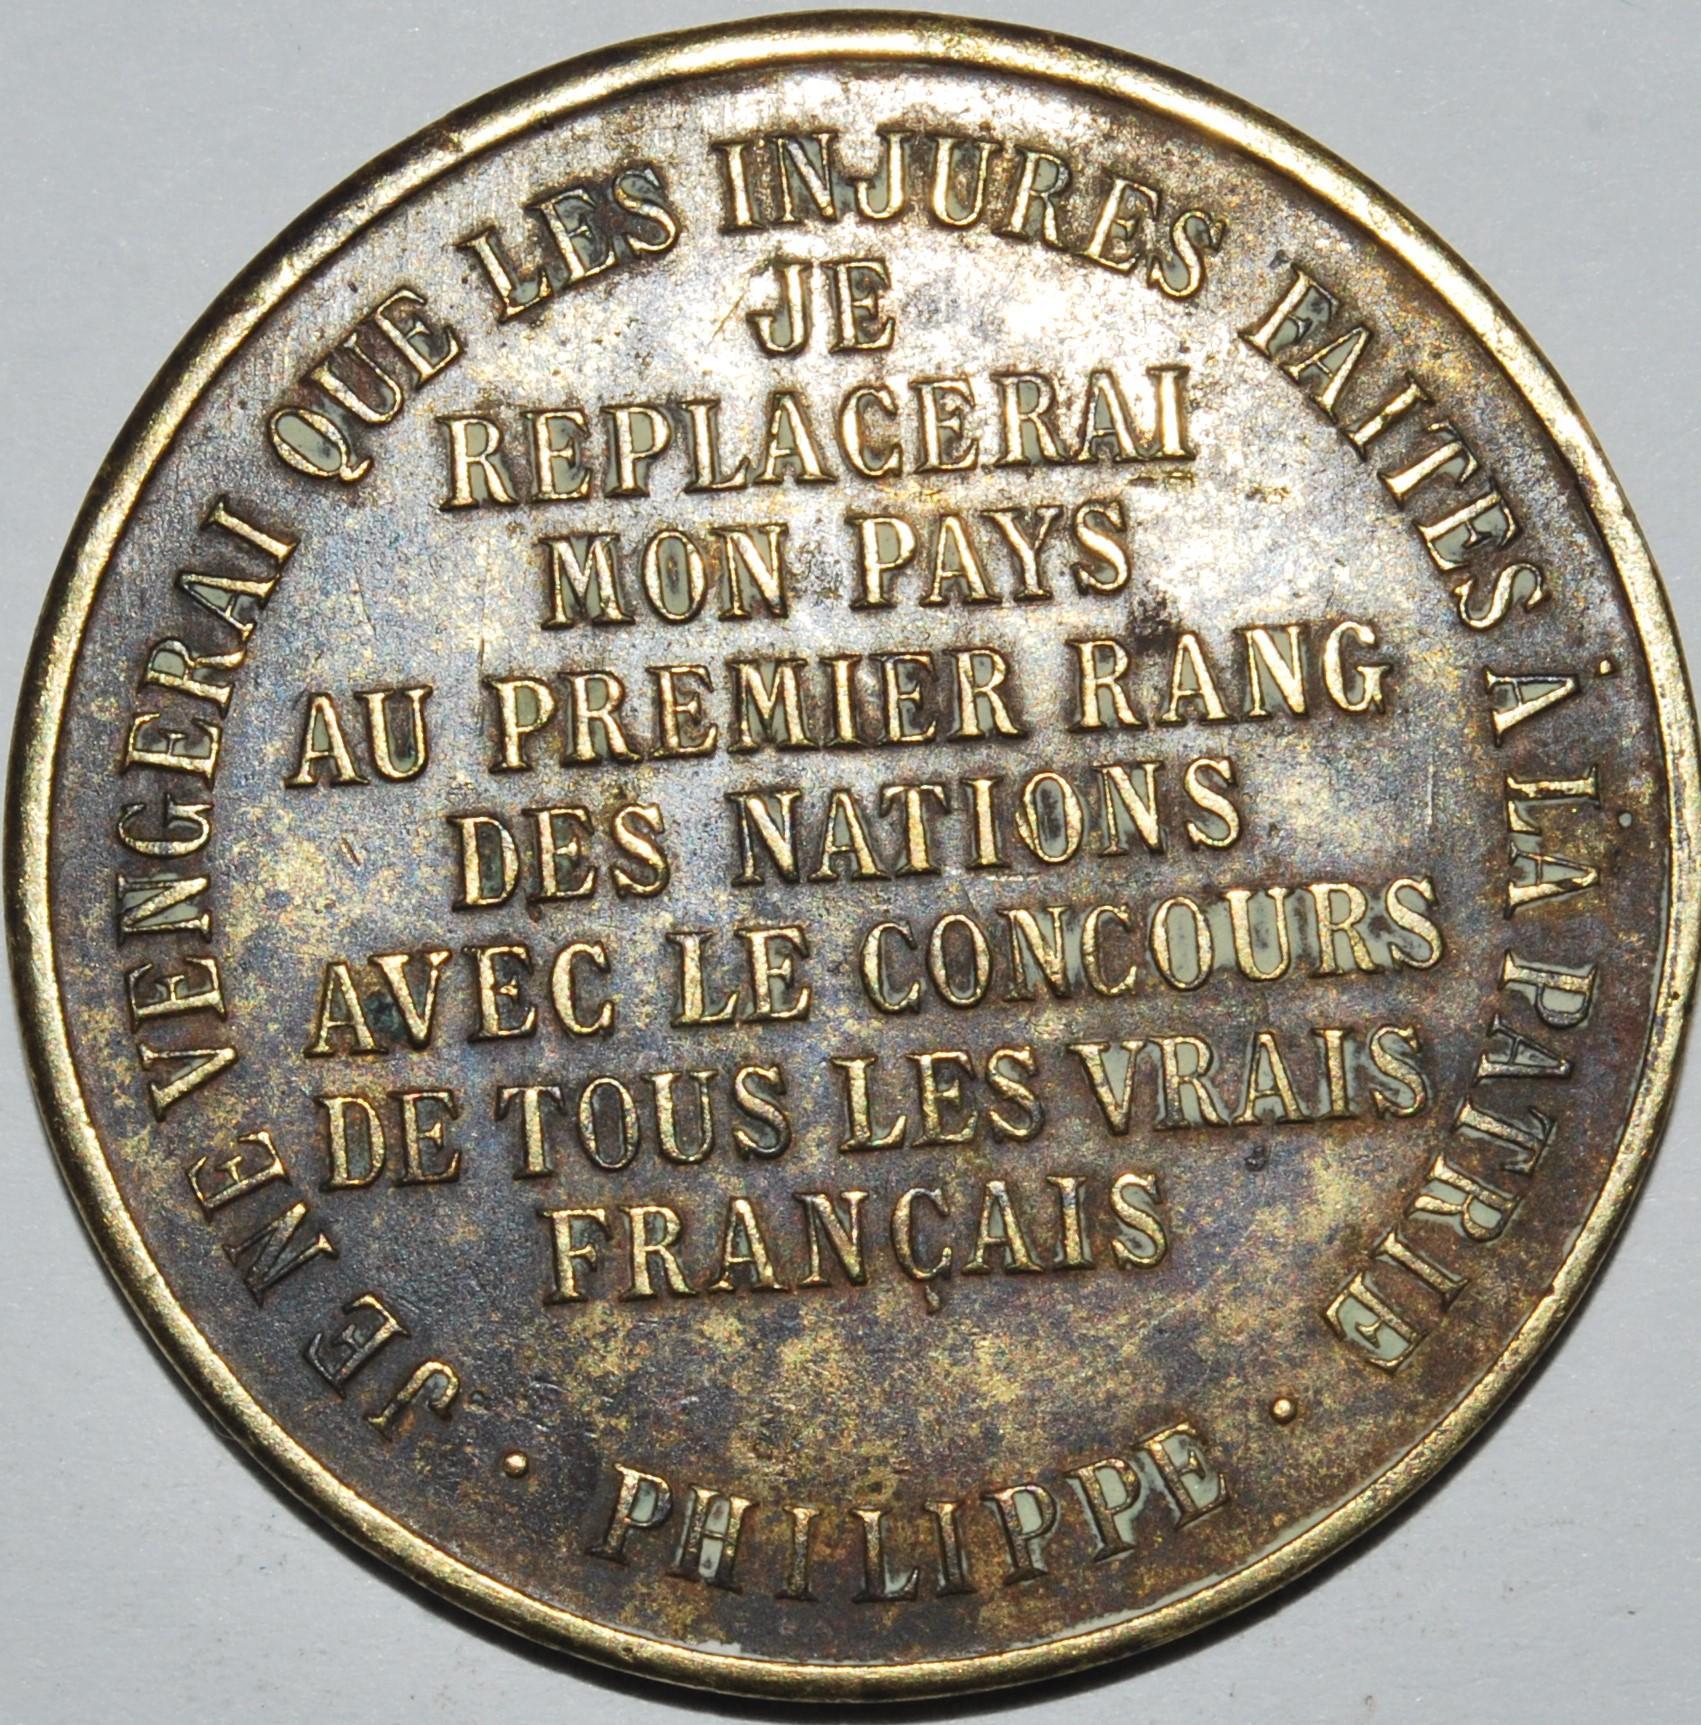 JE NE VENGERAI QUE LES INJURES FAITES À LA PATRIE
JE
REPLACERAI
MON PAYS
AU PREMIER RANG
DES NATIONS
AVEC LE CONCOURS
DE TOUS LES VRAIS
FRANÇAIS
· PHILIPPE ·